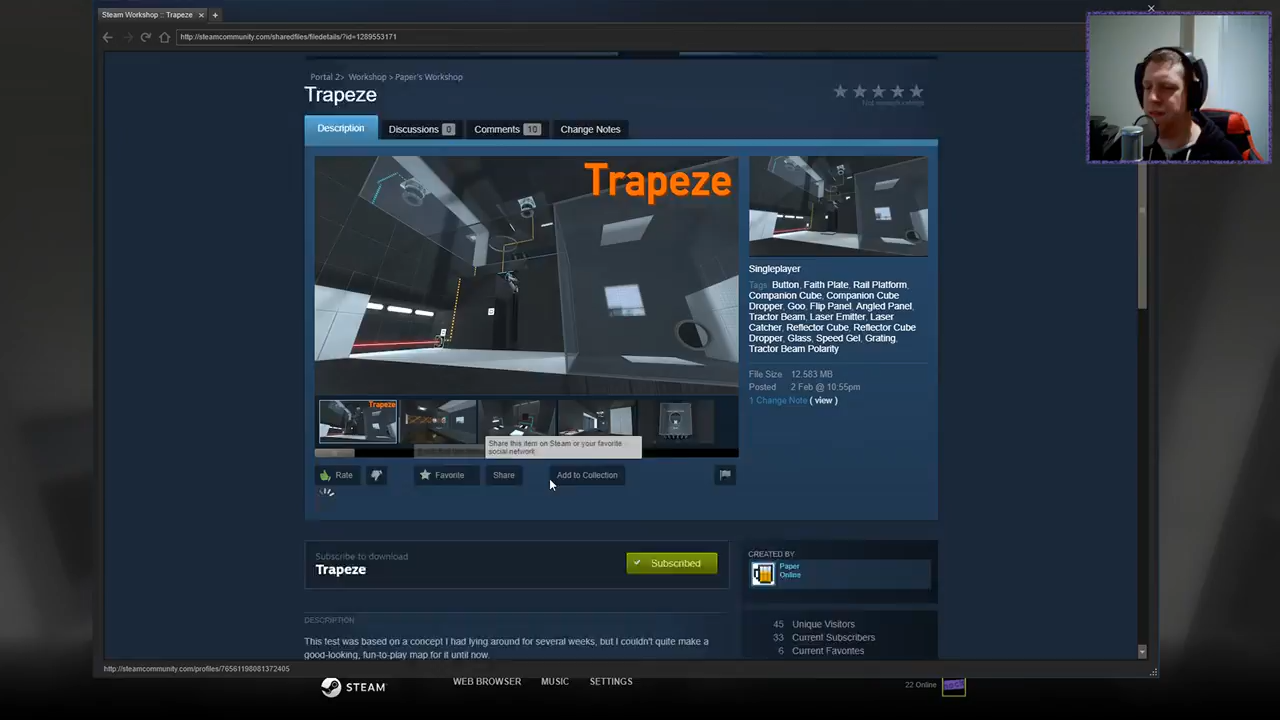 Steam Workshop :: Trapeze
http://steamcommunity.com/sharedfiles/filedetails/?id=1289553171
Portal 2> Workshop > Paper's Workshop
Trapeze
Description
Discussions 0
Comments 10
Change Notes
Trapeze
Trapeze
Singleplayer
Tags: Button, Faith Plate, Rail Platform,
Companion Cube, Companion Cube
Dropper, Goo, Flip Panel, Angled Panel,
Tractor Beam, Laser Emitter, Laser
Catcher, Reflector Cube, Reflector Cube
Dropper, Glass, Speed Gel, Grating,
Tractor Beam Polarity
File Size 12.583 MB
Posted 2 Feb @ 10:55pm
1 Change Note ( view )
Share this item on Steam or your favorite
social network
Rate
Favorite
Share
Add to Collection
Subscribe to download
Trapeze
Subscribed
CREATED BY
Paper
Online
DESCRIPTION
This test was based on a concept I had lying around for several weeks, but I couldn't quite make a
good-looking, fun-to-play map for it until now.
45 Unique Visitors
33 Current Subscribers
6 Current Favorites
http://steamcommunity.com/profiles/76561198081372405
STEAM
WEB BROWSER
MUSIC
SETTINGS
22 Online